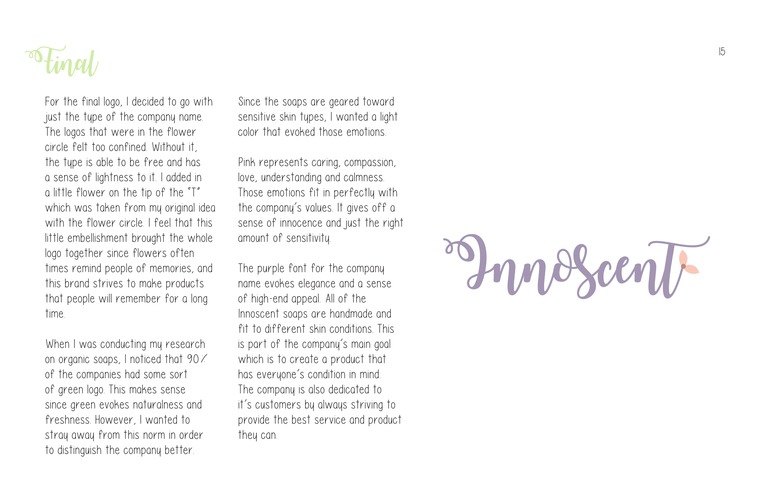 Final
15
For the final logo, I decided to go with
just the type of the company name.
The logos that were in the flower
circle felt too confined. Without it,
the type is able to be free and has
a sense of lightness to it. I added in
a little flower on the tip of the "T"
which was taken from my original idea
with the flower circle. I feel that this
little embellishment brought the whole
logo together since flowers often
times remind people of memories, and
this brand strives to make products
that people will remember for a long
time.
When I was conducting my research
on organic soaps, I noticed that 90%
of the companies had some sort
of green logo. This makes sense
since green evokes naturalness and
freshness. However, I wanted to
stray away from this norm in order
to distinguish the company better.
Since the soaps are geared toward
sensitive skin types, I wanted a light
color that evoked those emotions.
Pink represents caring, compassion,
love, understanding and calmness.
Those emotions fit in perfectly with
the company's values. It gives off a
sense of innocence and just the right
amount of sensitivity.
The purple font for the company
name evokes elegance and a sense
of high-end appeal. All of the
Innoscent soaps are handmade and
fit to different skin conditions. This
is part of the company's main goal
which is to create a product that
has everyone's condition in mind.
The company is also dedicated to
it's customers by always striving to
provide the best service and product
they can.
InnoScent